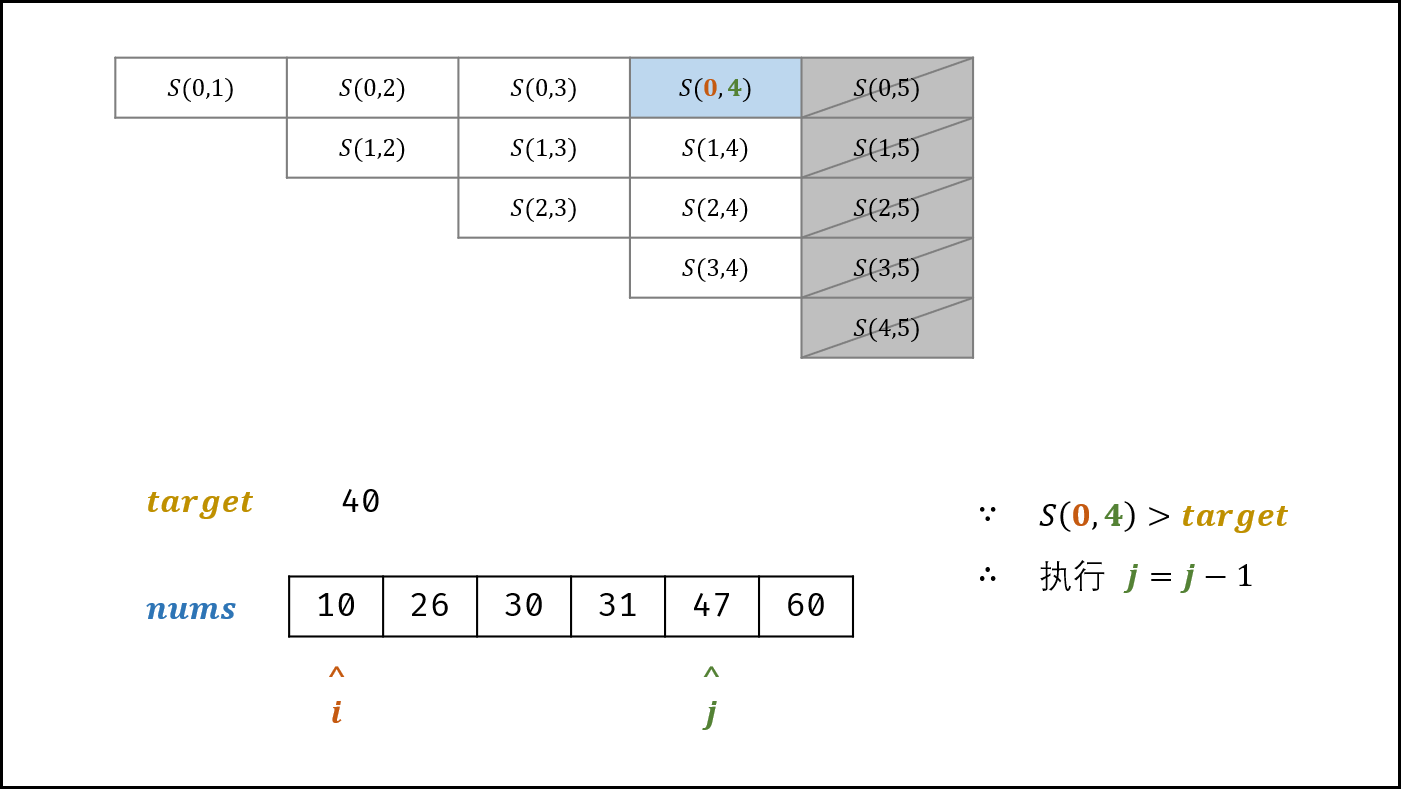 S(0,1) S(0,2) S(0,3) S(0,4) S(0,5)
S(1,2) S(1,3) S(1,4) S(1,5)
S(2,3) S(2,4) S(2,5)
S(3,4) S(3,5)
S(4,5)
target 40
∵ S(0,4) > target
∴ 执行 j = j − 1
nums 10 26 30 31 47 60
^ ^
i j